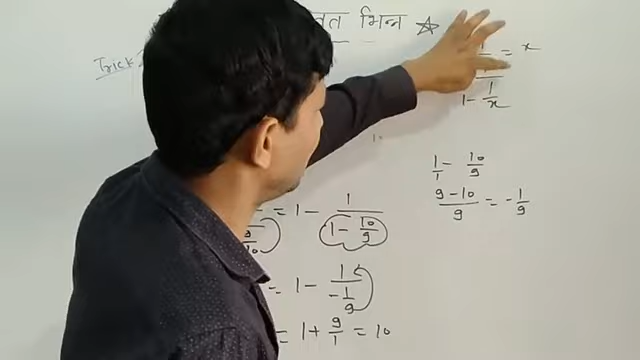 भिन्न ☆
Trick
= x
1 - 1/x
1/1 - 10/9
(9 - 10)/9 = - 1/9
= 1 - 1/(1 - 10/9)
= 1 - 1/(-1/9)
= 1 + 9/1 = 10